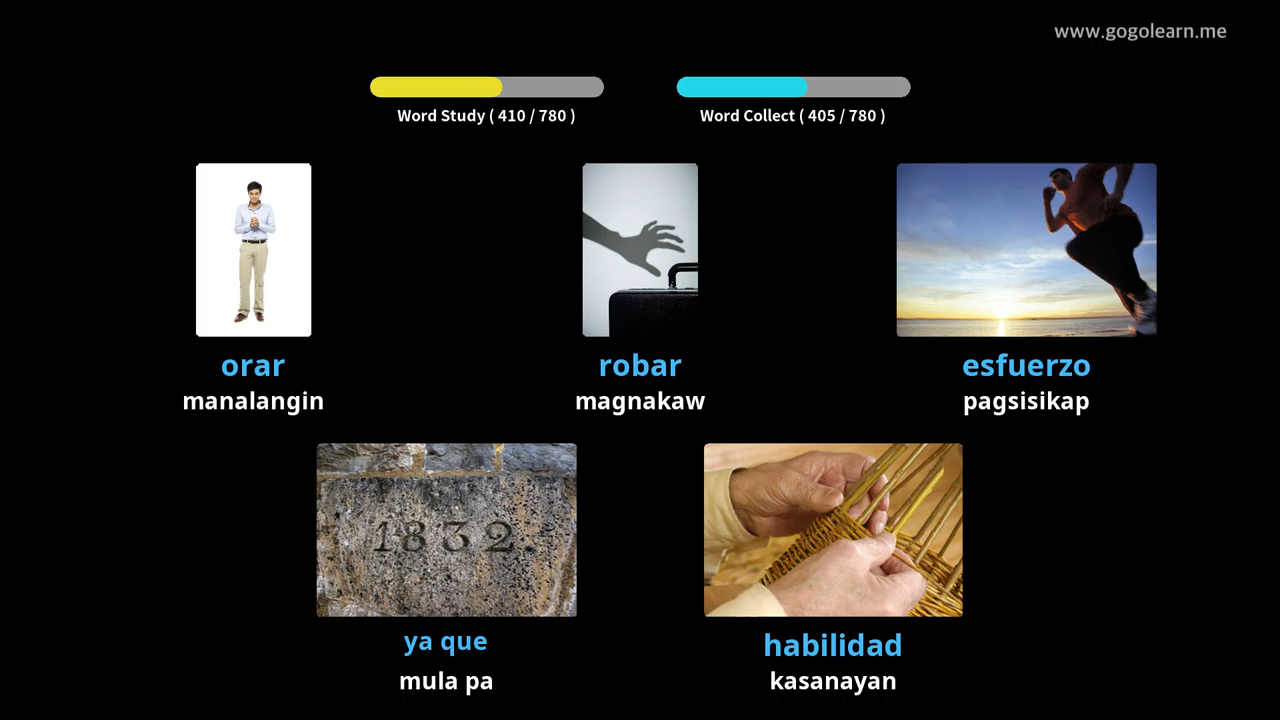 www.gogolearn.me
Word Study ( 410 / 780 )
Word Collect ( 405 / 780 )
orar
manalangin
robar
magnakaw
esfuerzo
pagsisikap
1832.
ya que
mula pa
habilidad
kasanayan